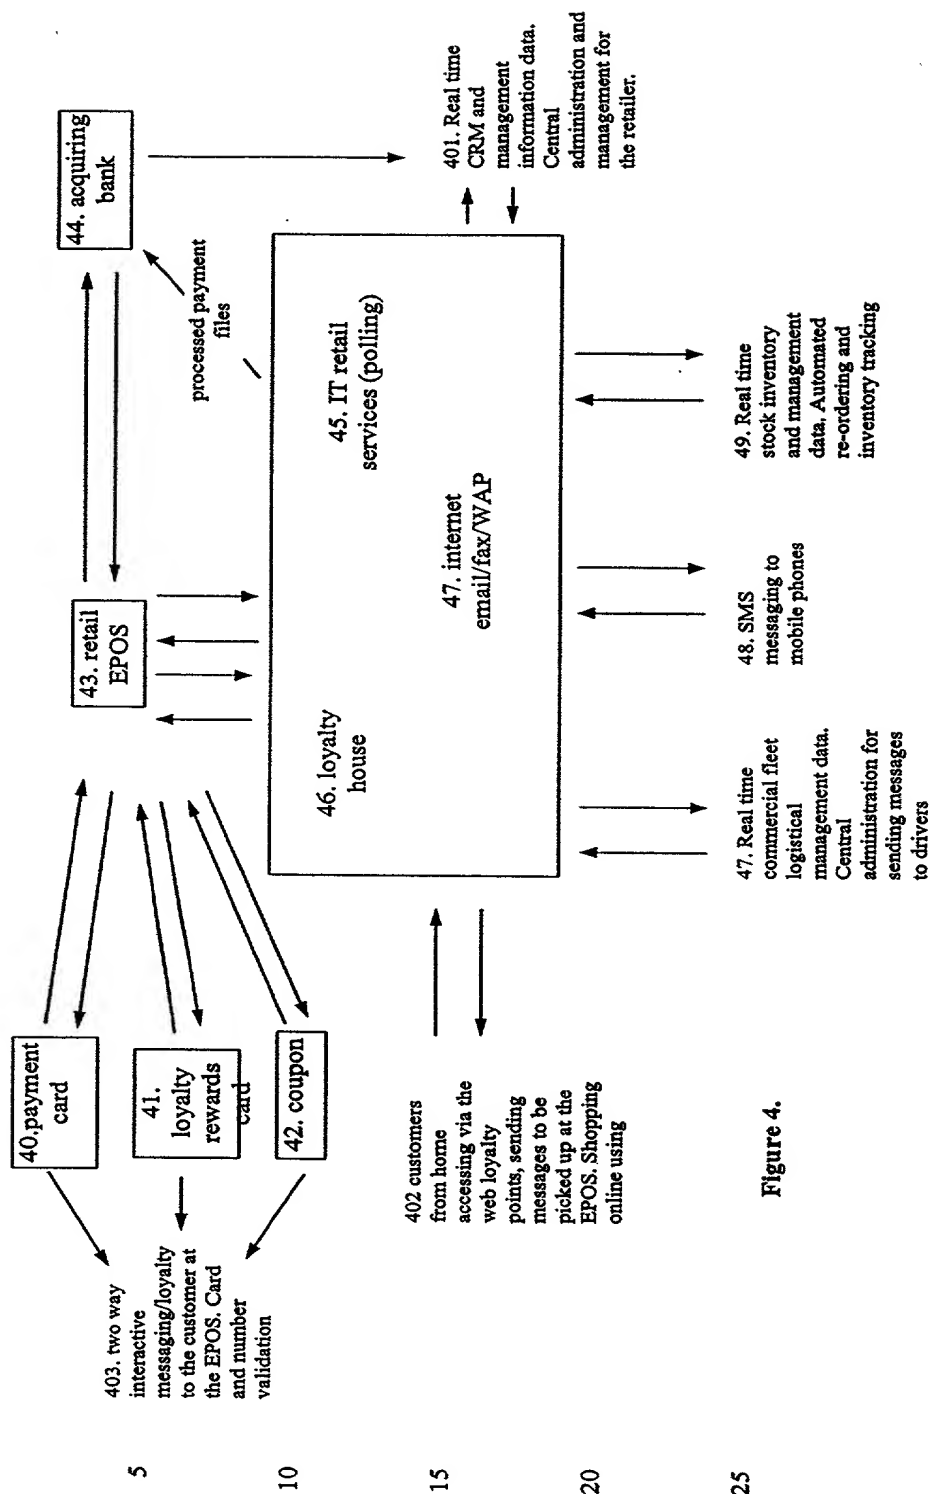 5
10
15
20
25
403. two way
interactive
messaging/loyalty
to the customer at
the EPOS. Card
and number
validation
40.payment
card
41.
loyalty
rewards
card
42. coupon
43. retail
EPOS
44. acquiring
bank
processed payment
files
401. Real time
CRM and
management
information data.
Central
administration and
management for
the retailer.
45. IT retail
services (polling)
46. loyalty
house
47. internet
email/fax/WAP
402 customers
from home
accessing via the
web loyalty
points, sending
messages to be
picked up at the
EPOS. Shopping
online using
47. Real time
commercial fleet
logistical
management data.
Central
administration for
sending messages
to drivers
48. SMS
messaging to
mobile phones
49. Real time
stock inventory
and management
data. Automated
re-ordering and
inventory tracking
Figure 4.